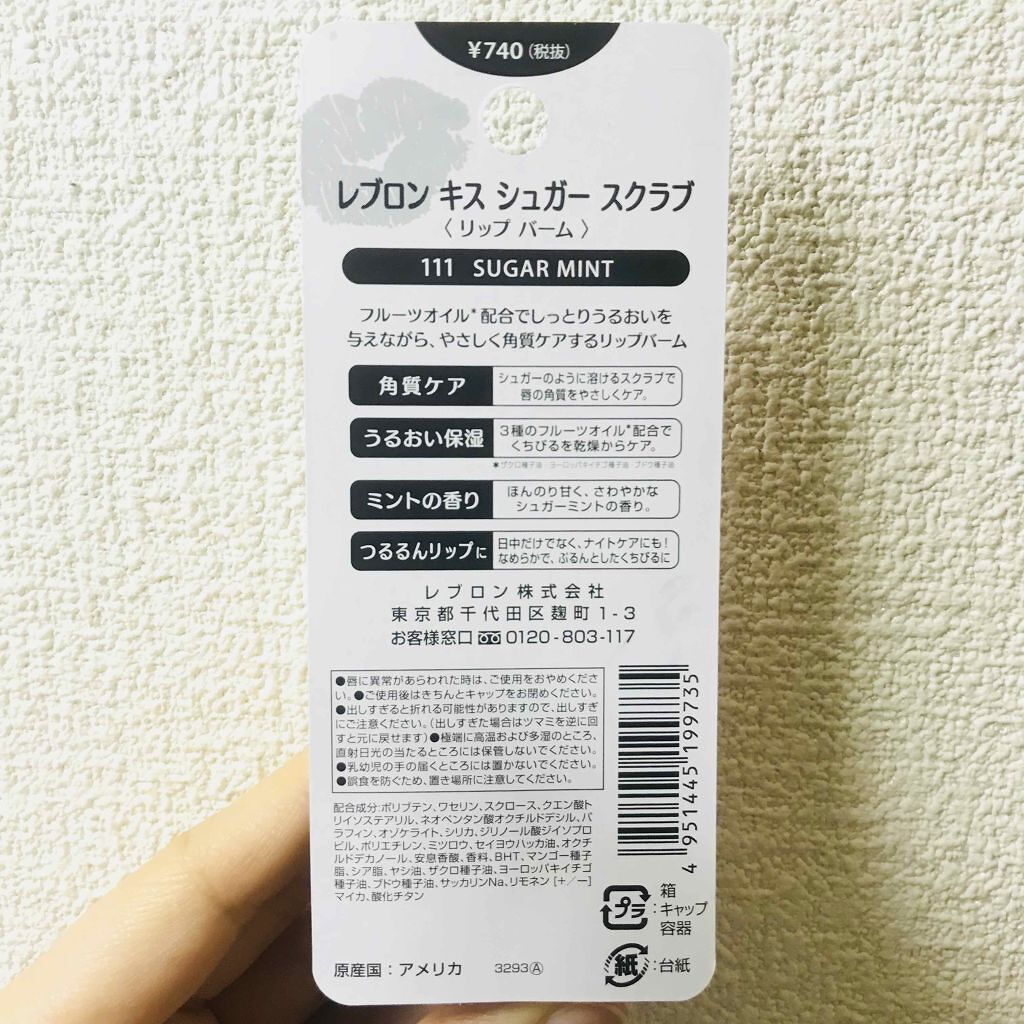 ¥740(税抜)
レブロン キス シュガー スクラブ
〈 リップ バーム 〉
111 SUGAR MINT
フルーツオイル*配合でしっとりうるおいを
与えながら、やさしく角質ケアするリップバーム
角質ケア
シュガーのように溶けるスクラブで
唇の角質をやさしくケア。
うるおい保湿
3種のフルーツオイル*配合で
くちびるを乾燥からケア。
*ザクロ種子油・ヨーロッパキイチゴ種子油・ブドウ種子油
ミントの香り
ほんのり甘く、さわやかな
シュガーミントの香り。
つるるんリップに
日中だけでなく、ナイトケアにも!
なめらかで、ぷるんとしたくちびるに
レブロン株式会社
東京都千代田区麹町1-3
お客様窓口 0120-803-117
●唇に異常があらわれた時は、ご使用をおやめくださ
い。●ご使用後はきちんとキャップをお閉めください。
●出しすぎると折れる可能性がありますので、出しすぎ
にご注意ください。(出しすぎた場合はツマミを逆に回
すと元に戻せます)●極端に高温および多湿のところ、
直射日光の当たるところには保管しないでください。
●乳幼児の手の届くところには置かないでください。
●誤食を防ぐため、置き場所に注意してください。
配合成分:ポリブテン、ワセリン、スクロース、クエン酸ト
リイソステアリル、ネオペンタン酸オクチルドデシル、パ
ラフィン、オゾケライト、シリカ、ジリノール酸ジイソプロ
ピル、ポリエチレン、ミツロウ、セイヨウハッカ油、オクチ
ルドデカノール、安息香酸、香料、BHT、マンゴー種子
脂、シア脂、ヤシ油、ザクロ種子油、ヨーロッパキイチゴ
種子油、ブドウ種子油、サッカリンNa、リモネン [+/-]
マイカ、酸化チタン
4 951445 199735
プラ
:箱
キャップ
容器
紙
:台紙
原産国:アメリカ
3293Ⓐ